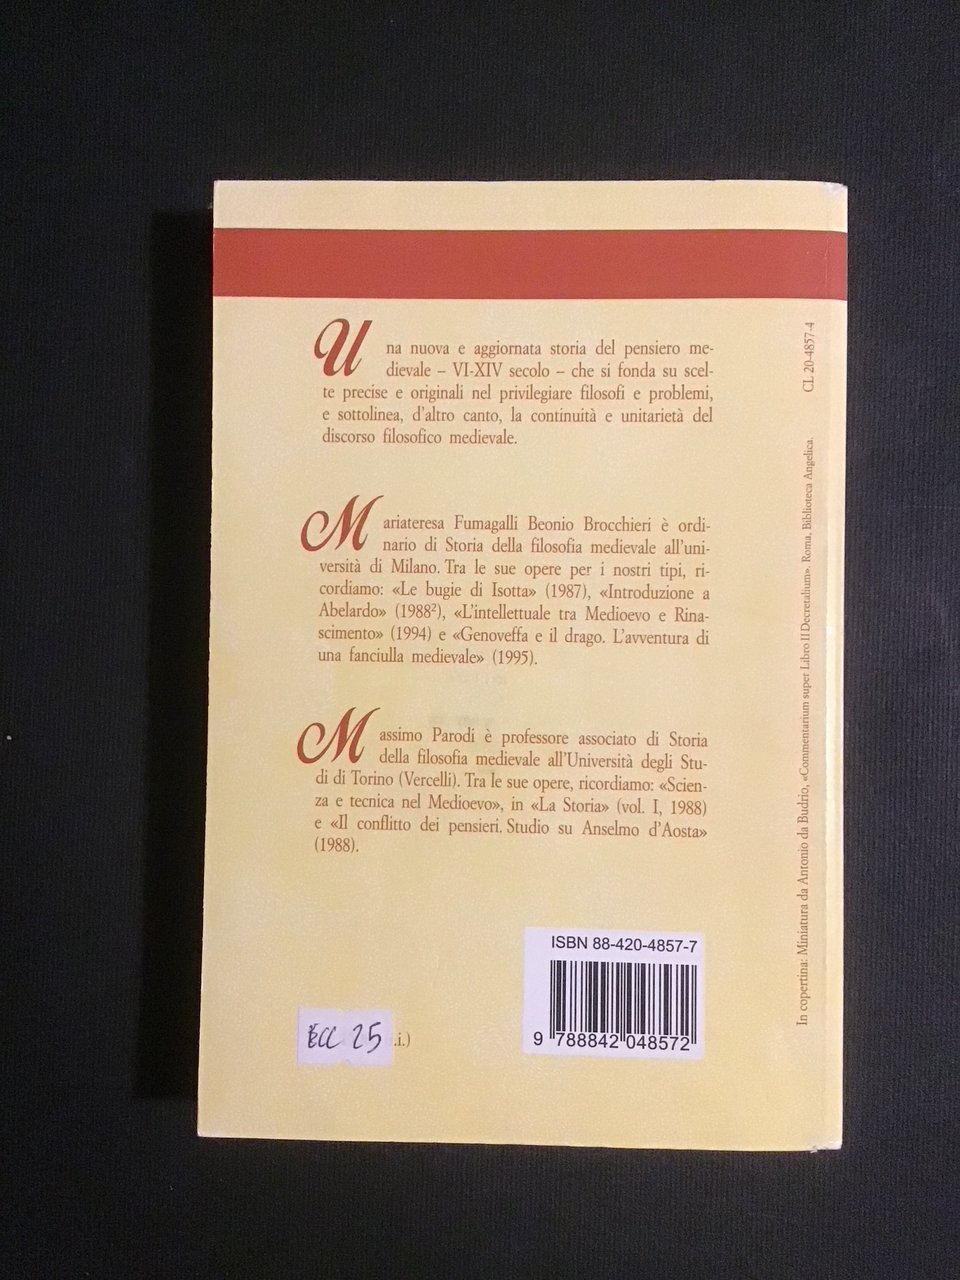 Una nuova e aggiornata storia del pensiero me-
dievale – VI-XIV secolo – che si fonda su scel-
te precise e originali nel privilegiare filosofi e problemi,
e sottolinea, d'altro canto, la continuità e unitarietà del
discorso filosofico medievale.
Mariateresa Fumagalli Beonio Brocchieri è ordi-
nario di Storia della filosofia medievale all'uni-
versità di Milano. Tra le sue opere per i nostri tipi, ri-
cordiamo: «Le bugie di Isotta» (1987), «Introduzione a
Abelardo» (1988²), «L'intellettuale tra Medioevo e Rina-
scimento» (1994) e «Genoveffa e il drago. L'avventura di
una fanciulla medievale» (1995).
Massimo Parodi è professore associato di Storia
della filosofia medievale all'Università degli Stu-
di di Torino (Vercelli). Tra le sue opere, ricordiamo: «Scien-
za e tecnica nel Medioevo», in «La Storia» (vol. I, 1988)
e «Il conflitto dei pensieri. Studio su Anselmo d'Aosta»
(1988).
ISBN 88-420-4857-7
9 788842 048572
25 .i.)
In copertina: Miniatura da Antonio da Budrio, «Commentarium super Libro II Decretalium». Roma, Biblioteca Angelica.
CL 20-4857-4